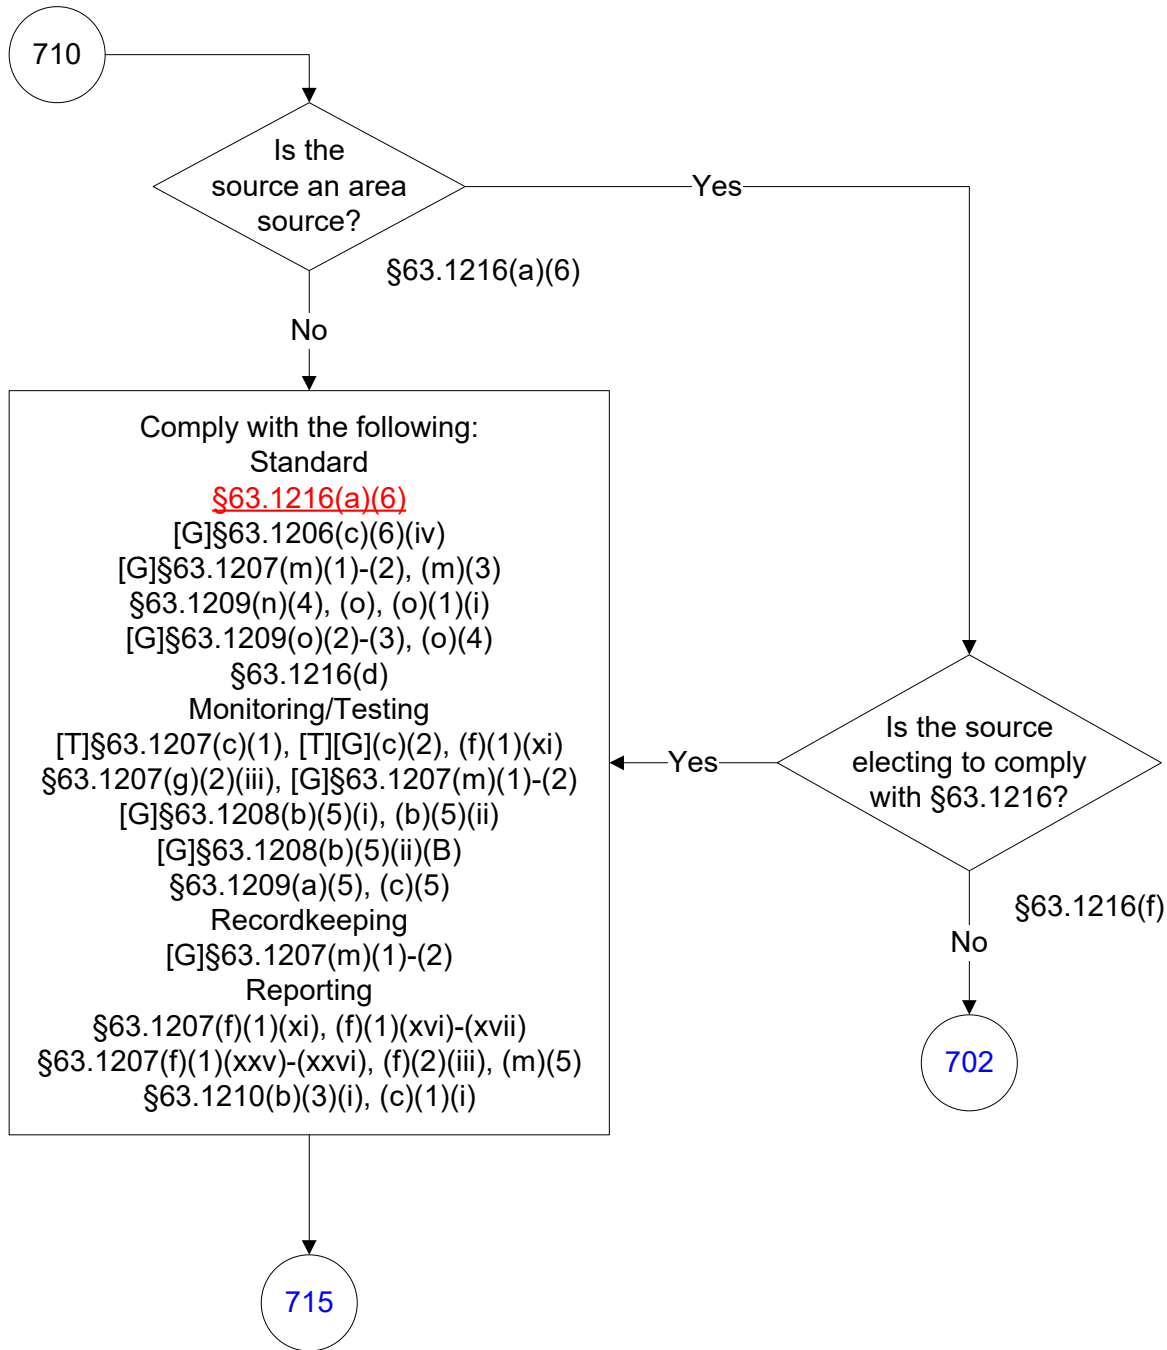 710
Is the
source an area
source?
Yes
§63.1216(a)(6)
No
Comply with the following:
Standard
§63.1216(a)(6)
[G]§63.1206(c)(6)(iv)
[G]§63.1207(m)(1)-(2), (m)(3)
§63.1209(n)(4), (o), (o)(1)(i)
[G]§63.1209(o)(2)-(3), (o)(4)
§63.1216(d)
Monitoring/Testing
[T]§63.1207(c)(1), [T][G](c)(2), (f)(1)(xi)
§63.1207(g)(2)(iii), [G]§63.1207(m)(1)-(2)
[G]§63.1208(b)(5)(i), (b)(5)(ii)
[G]§63.1208(b)(5)(ii)(B)
§63.1209(a)(5), (c)(5)
Recordkeeping
[G]§63.1207(m)(1)-(2)
Reporting
§63.1207(f)(1)(xi), (f)(1)(xvi)-(xvii)
§63.1207(f)(1)(xxv)-(xxvi), (f)(2)(iii), (m)(5)
§63.1210(b)(3)(i), (c)(1)(i)
Yes
Is the source
electing to comply
with §63.1216?
§63.1216(f)
No
702
715